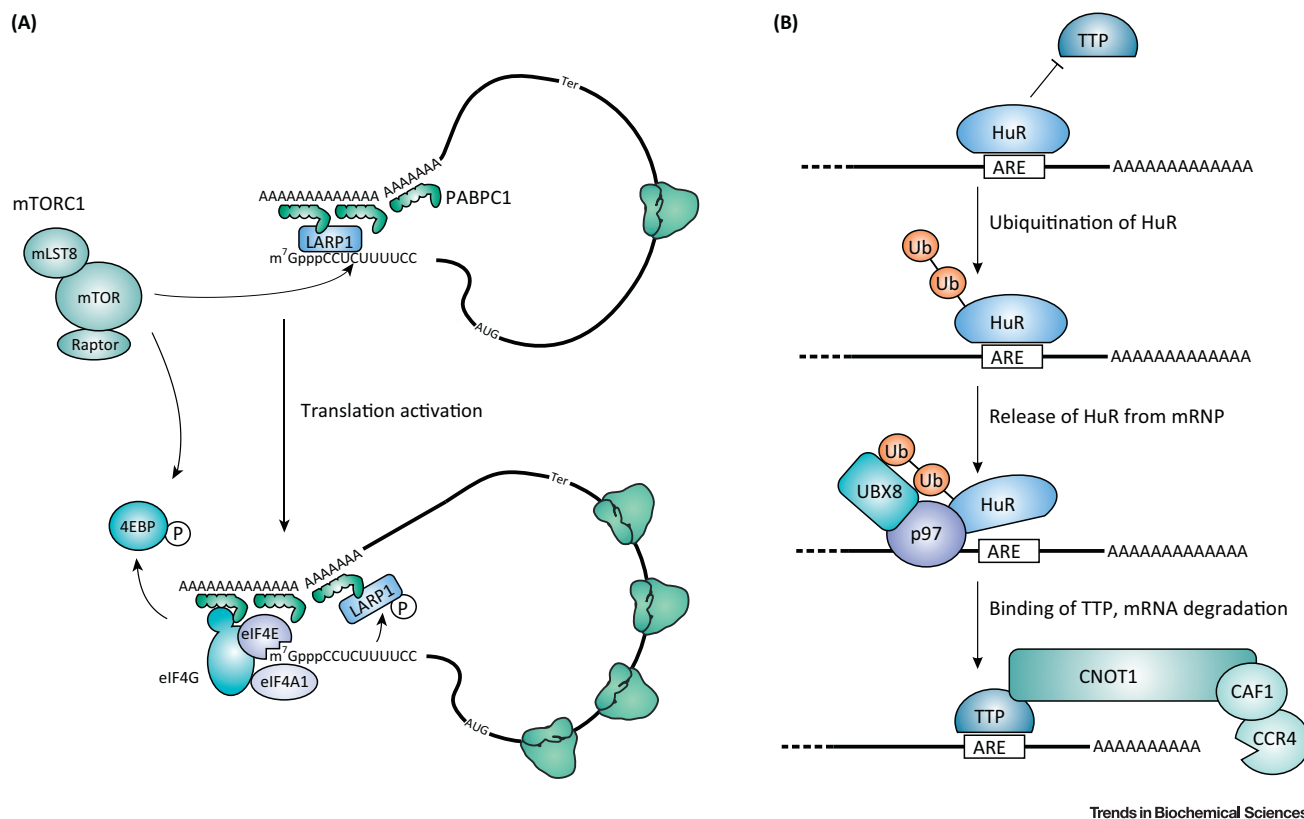 (A)
Ter
AAAAAAA
AAAAAAAAAAAAA
PABPC1
mTORC1
LARP1
m⁷GpppCCUCUUUUCC
mLST8
mTOR
Raptor
AUG
Translation activation
Ter
4EBP
P
AAAAAAA
AAAAAAAAAAAAA
LARP1
P
eIF4E
m⁷GpppCCUCUUUUCC
eIF4G
eIF4A1
AUG
(B)
TTP
HuR
ARE
AAAAAAAAAAAAA
Ubiquitination of HuR
Ub
Ub
HuR
ARE
AAAAAAAAAAAAA
Release of HuR from mRNP
Ub
Ub
UBX8
HuR
p97
ARE
AAAAAAAAAAAAA
Binding of TTP, mRNA degradation
CNOT1
CAF1
TTP
CCR4
ARE
AAAAAAAAAA
Trends in Biochemical Sciences